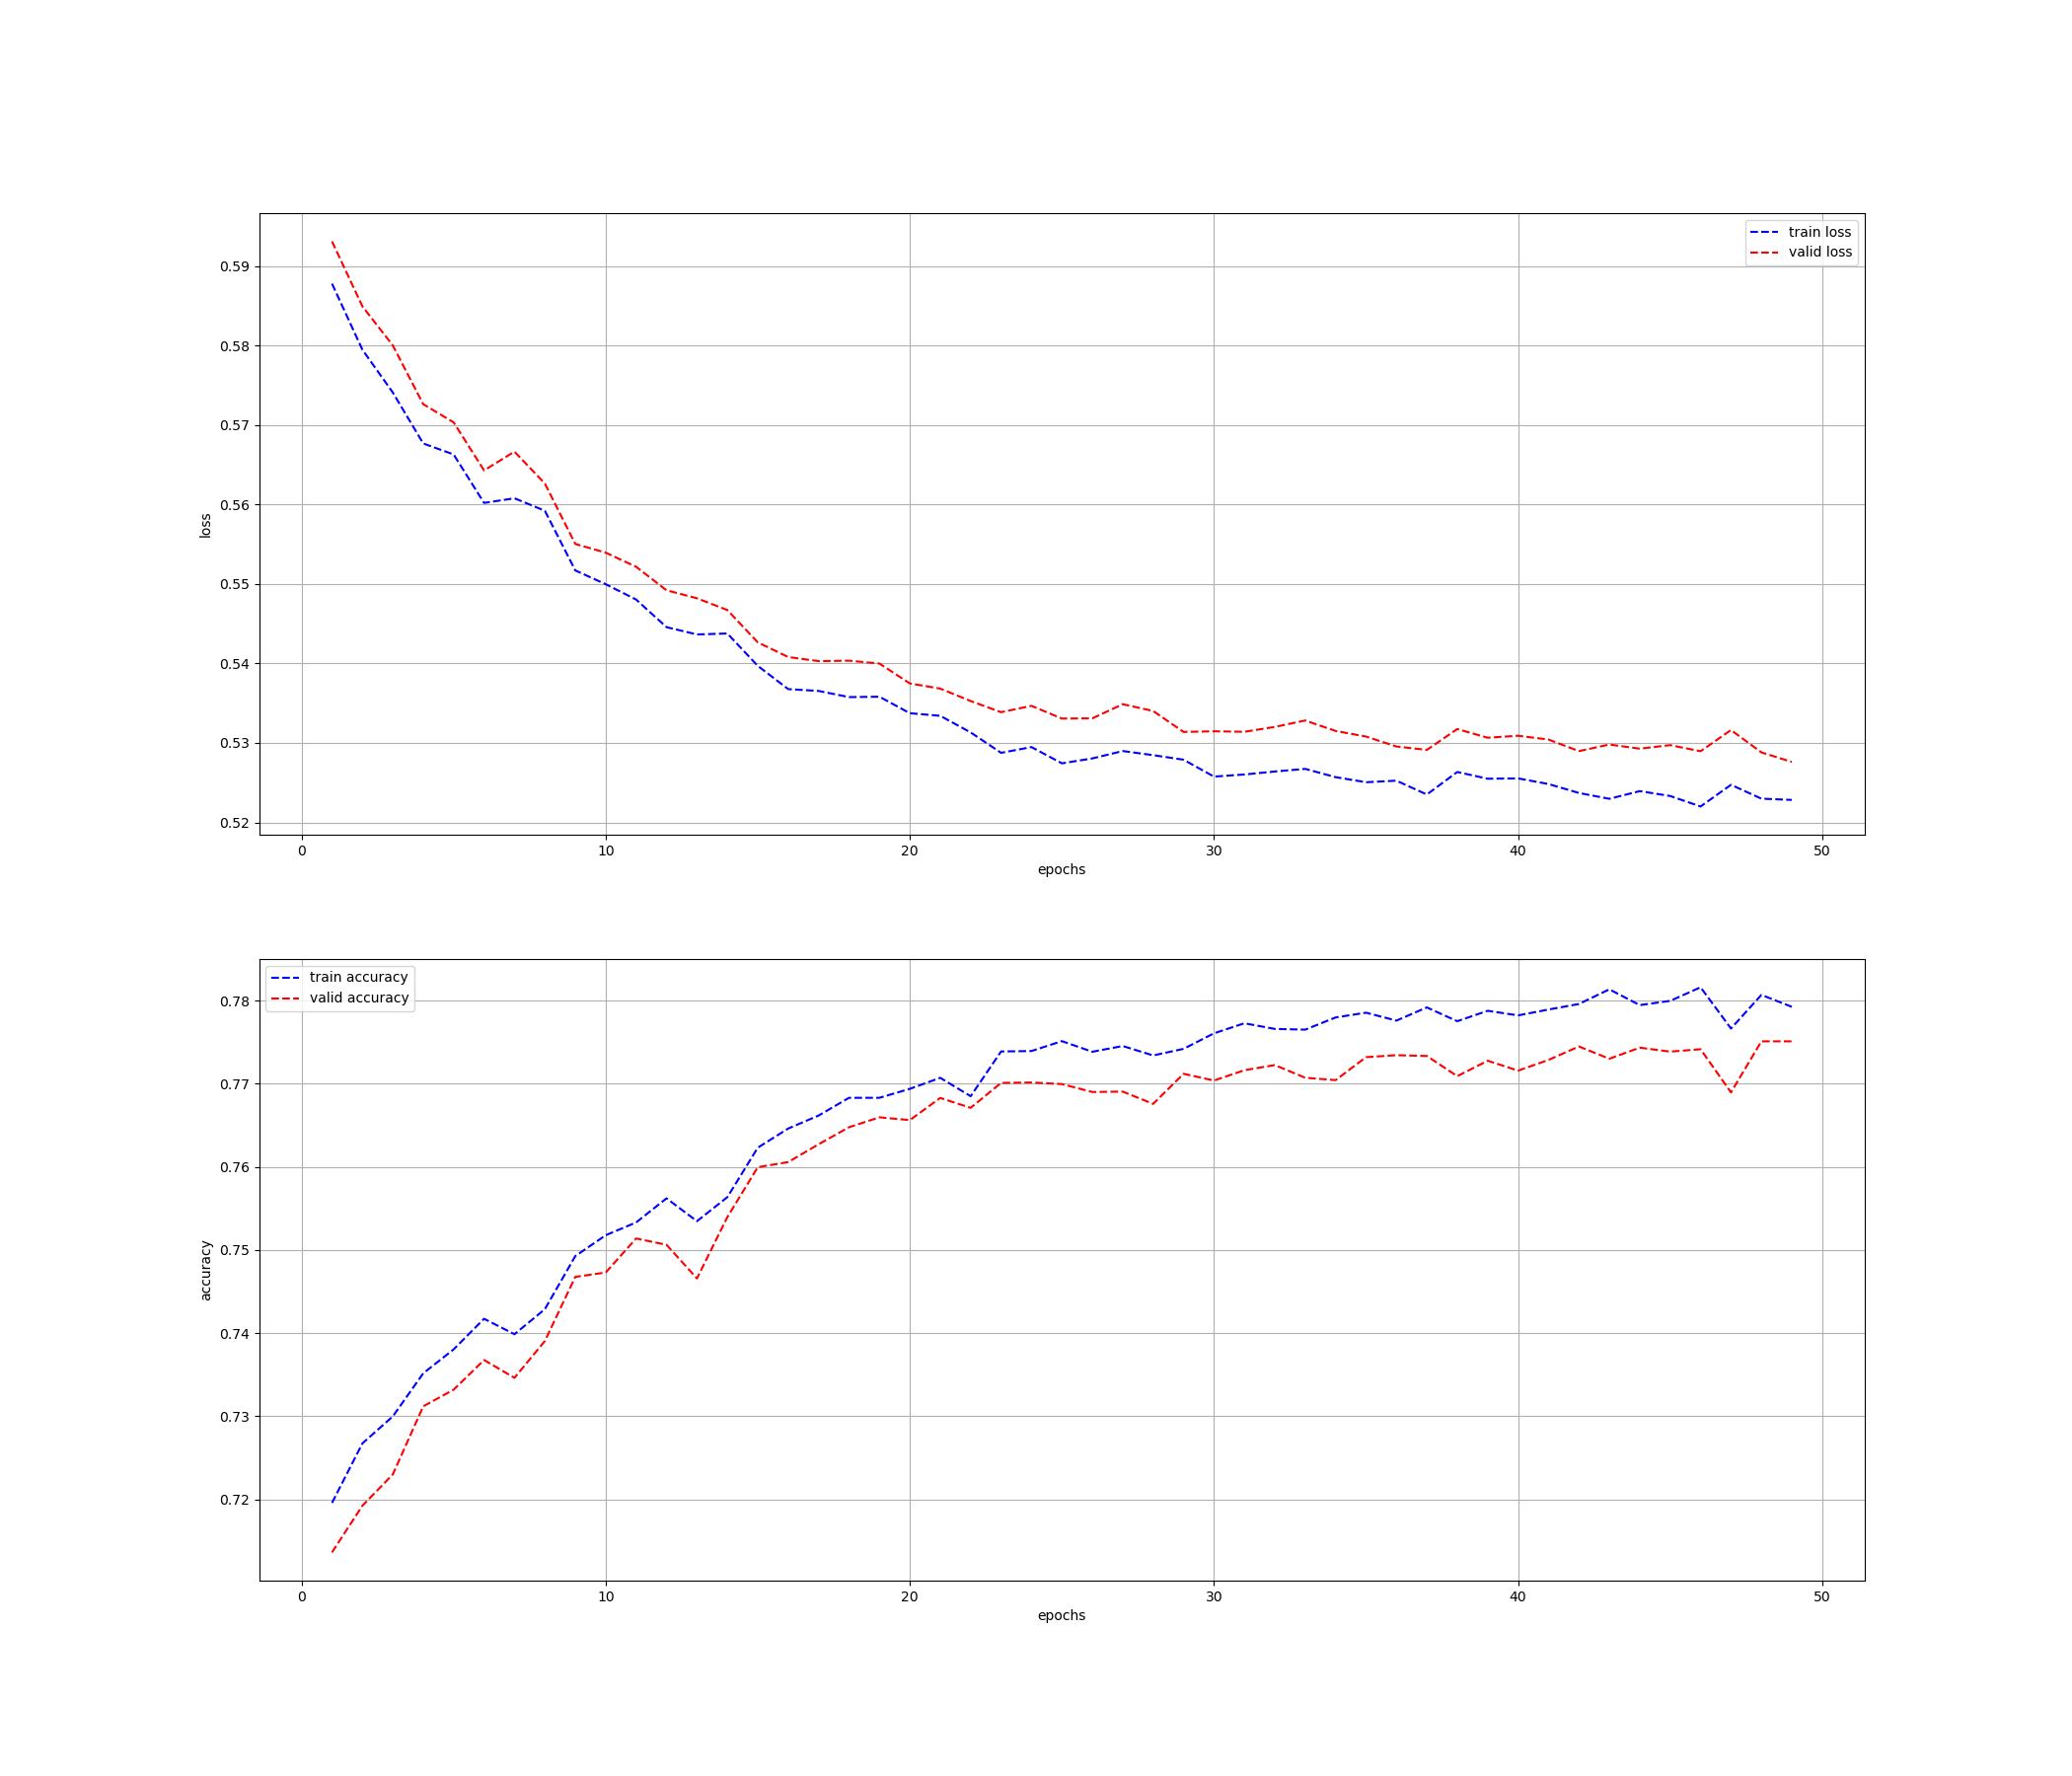 train loss
valid loss
0.59
0.58
0.57
0.56
0.55
0.54
0.53
0.52
loss
0 10 20 30 40 50
epochs
train accuracy
valid accuracy
0.78
0.77
0.76
0.75
0.74
0.73
0.72
accuracy
0 10 20 30 40 50
epochs